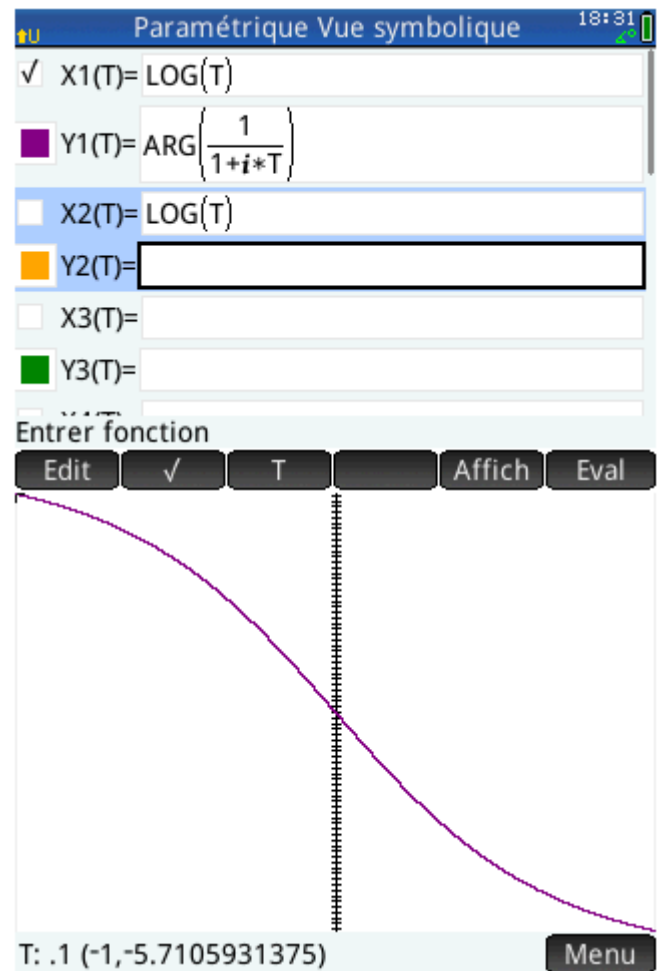 U Paramétrique Vue symbolique 18:31
√ X1(T)= LOG(T)
Y1(T)= ARG(1/(1+i*T))
X2(T)= LOG(T)
Y2(T)=
X3(T)=
Y3(T)=
Entrer fonction
Edit √ T Affich Eval
T: .1 (-1,-5.7105931375) Menu